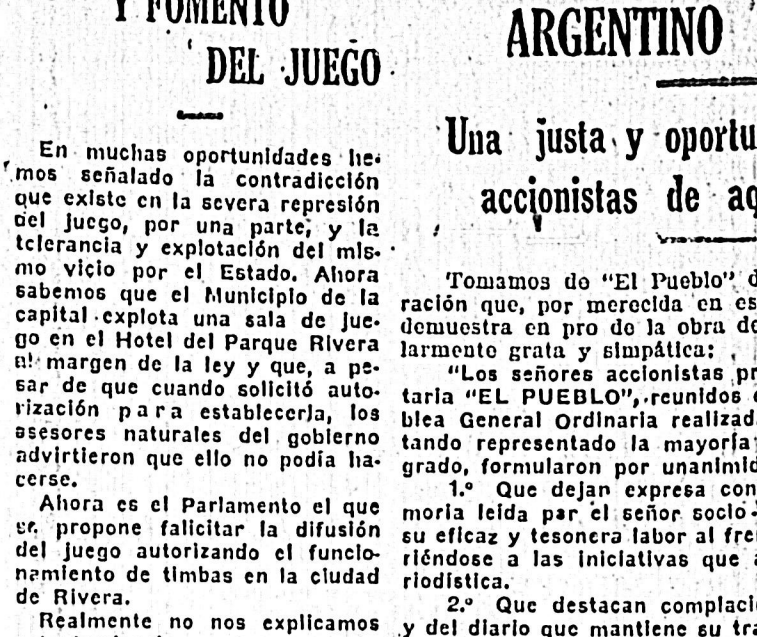 Y FOMENTO
DEL JUEGO
En muchas oportunidades he-
mos señalado la contradicción
que existe en la severa represión
del juego, por una parte, y la
tolerancia y explotación del mis-
mo vicio por el Estado. Ahora
sabemos que el Municipio de la
capital explota una sala de jue-
go en el Hotel del Parque Rivera
al margen de la ley y que, a pe-
sar de que cuando solicitó auto-
rización para establecerla, los
asesores naturales del gobierno
advirtieron que ello no podía ha-
cerse.
Ahora es el Parlamento el que
se propone falicitar la difusión
del juego autorizando el funcio-
namiento de timbas en la ciudad
de Rivera.
Realmente no nos explicamos
ARGENTINO
Una justa y oportu
accionistas de aq
Tomamos de "El Pueblo" d
ración que, por merecida en es
demuestra en pro de la obra de
larmente grata y simpática:
"Los señores accionistas pr
taria "EL PUEBLO", reunidos e
blea General Ordinaria realizad
tando representado la mayoría
grado, formularon por unanimid
1.º Que dejan expresa con
moria leida par el señor socio
su eficaz y tesonera labor al fre
riéndose a las iniciativas que a
riodística.
2.º Que destacan complaci
y del diario que mantiene su tra